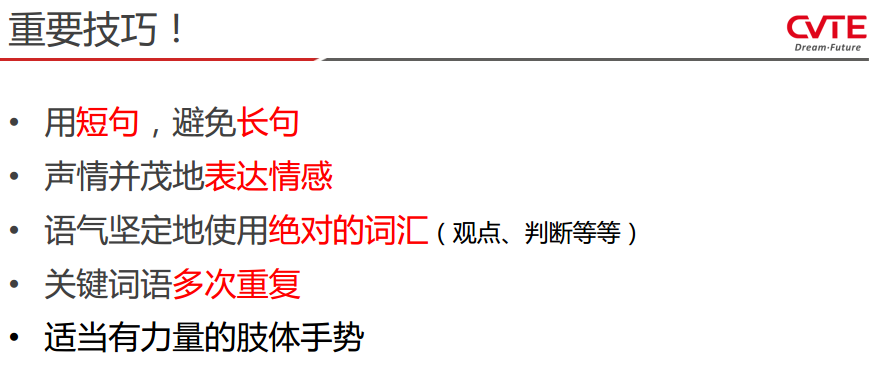 重要技巧！
CVTE
Dream·Future
• 用短句，避免长句
• 声情并茂地表达情感
• 语气坚定地使用绝对的词汇（观点、判断等等）
• 关键词语多次重复
• 适当有力量的肢体手势